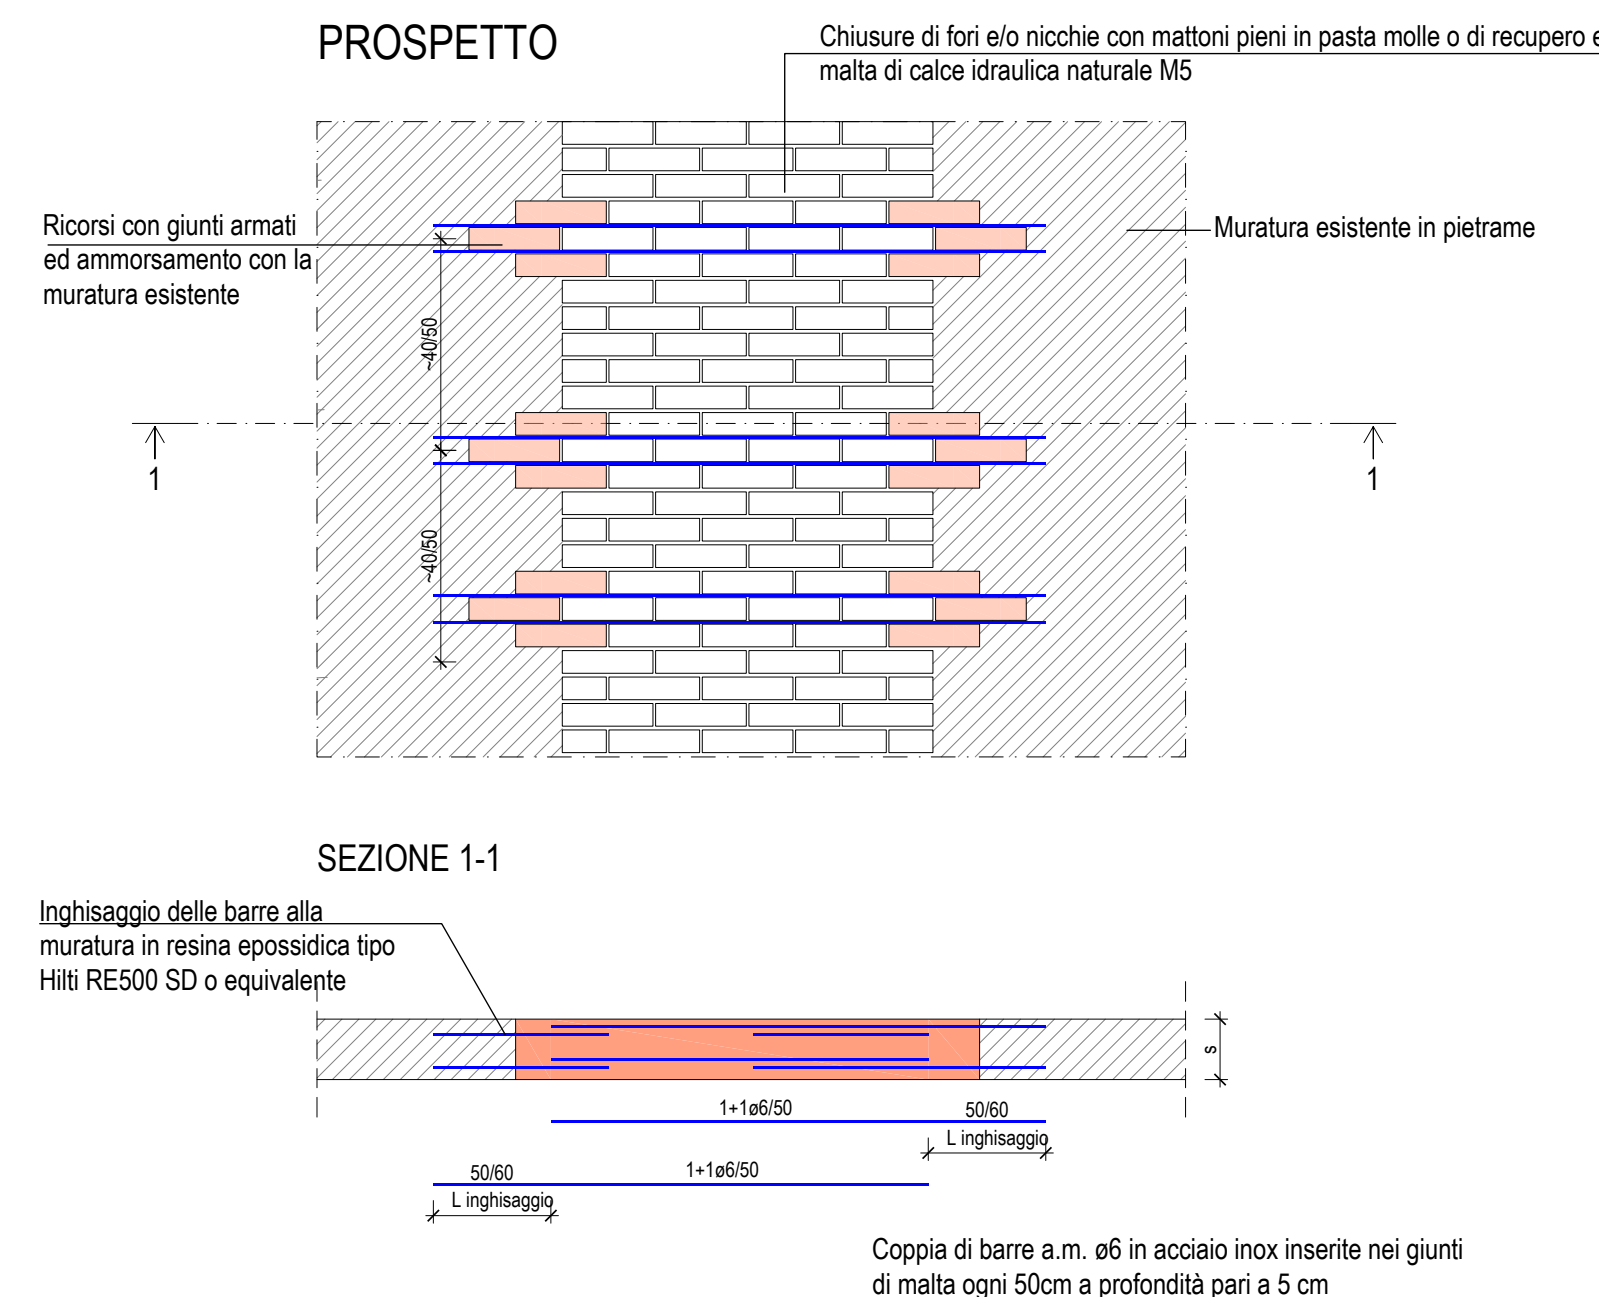 PROSPETTO
Chiusure di fori e/o nicchie con mattoni pieni in pasta molle o di recupero e
malta di calce idraulica naturale M5
Ricorsi con giunti armati
ed ammorsamento con la
muratura esistente
Muratura esistente in pietrame
~40/50
~40/50
1
1
SEZIONE 1-1
Inghisaggio delle barre alla
muratura in resina epossidica tipo
Hilti RE500 SD o equivalente
s
1+1ø6/50
50/60
L inghisaggio
50/60
1+1ø6/50
L inghisaggio
Coppia di barre a.m. ø6 in acciaio inox inserite nei giunti
di malta ogni 50cm a profondità pari a 5 cm